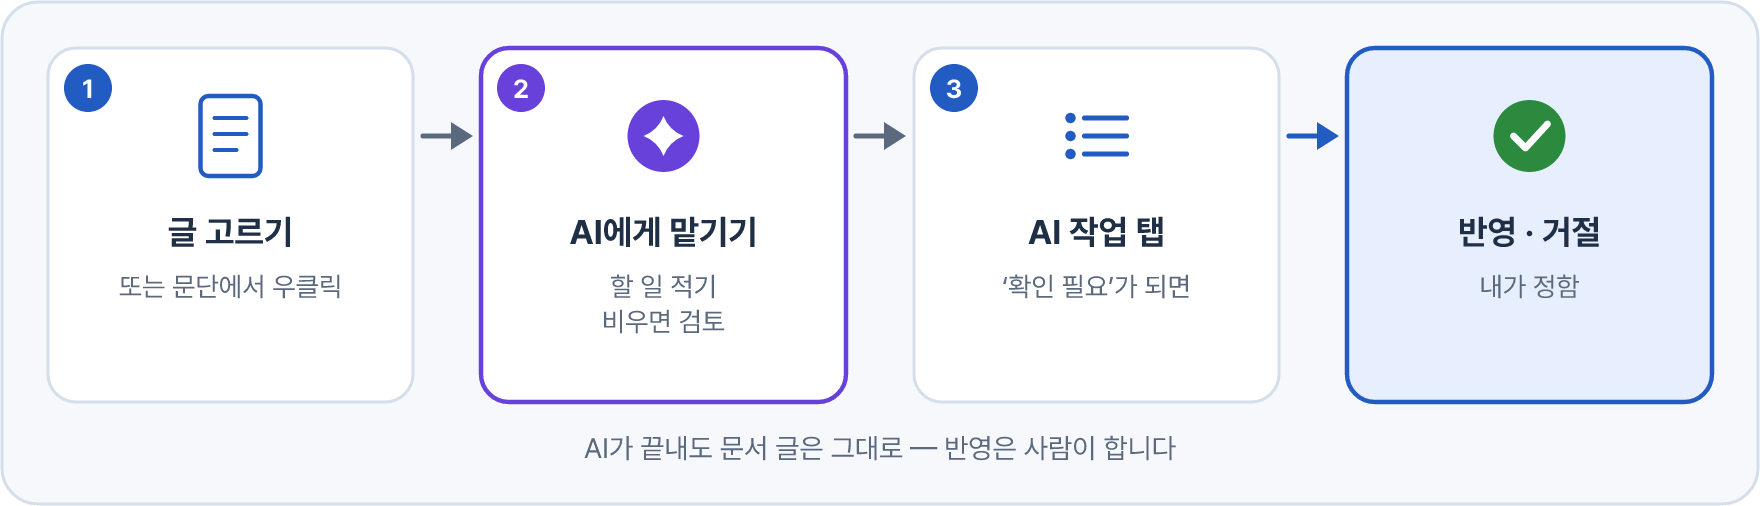 1
글 고르기
또는 문단에서 우클릭
2
AI에게 맡기기
할 일 적기
비우면 검토
3
AI 작업 탭
‘확인 필요’가 되면
반영 · 거절
내가 정함
AI가 끝내도 문서 글은 그대로 — 반영은 사람이 합니다